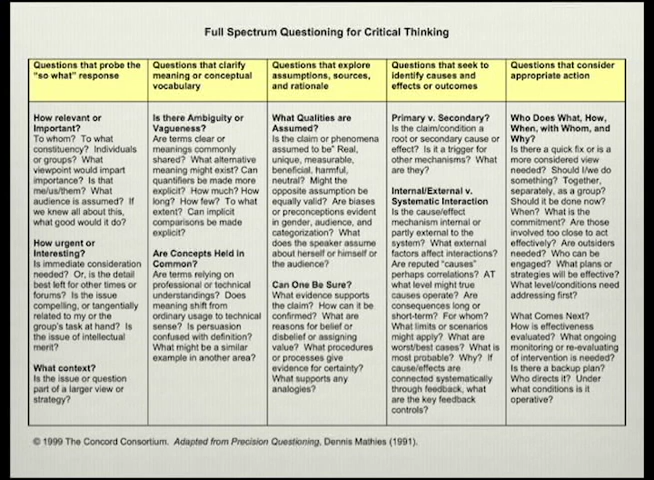 Full Spectrum Questioning for Critical Thinking
Questions that probe the
"so what" response
Questions that clarify
meaning or conceptual
vocabulary
Questions that explore
assumptions, sources,
and rationale
Questions that seek to
identify causes and
effects or outcomes
Questions that consider
appropriate action
How relevant or
Important?
To whom? To what
constituency? Individuals
or groups? What
viewpoint would impart
importance? Is that
me/us/them? What
audience is assumed? If
we knew all about this,
what good would it do?
How urgent or
Interesting?
Is immediate consideration
needed? Or, is the detail
best left for other times or
forums? Is the issue
compelling, or tangentially
related to my or the
group's task at hand? Is
the issue of intellectual
merit?
What context?
Is the issue or question
part of a larger view or
strategy?
Is there Ambiguity or
Vagueness?
Are terms clear or
meanings commonly
shared? What alternative
meaning might exist? Can
quantifiers be made more
explicit? How much? How
long? How few? To what
extent? Can implicit
comparisons be made
explicit?
Are Concepts Held in
Common?
Are terms relying on
professional or technical
understandings? Does
meaning shift from
ordinary usage to technical
sense? Is persuasion
confused with definition?
What might be a similar
example in another area?
What Qualities are
Assumed?
Is the claim or phenomena
assumed to be" Real,
unique, measurable,
beneficial, harmful,
neutral? Might the
opposite assumption be
equally valid? Are biases
or preconceptions evident
in gender, audience, and
categorization? What
does the speaker assume
about herself or himself or
the audience?
Can One Be Sure?
What evidence supports
the claim? How can it be
confirmed? What are
reasons for belief or
disbelief or assigning
value? What procedures
or processes give
evidence for certainty?
What supports any
analogies?
Primary v. Secondary?
Is the claim/condition a
root or secondary cause or
effect? Is it a trigger for
other mechanisms? What
are they?
Internal/External v.
Systematic Interaction
Is the cause/effect
mechanism internal or
partly external to the
system? What external
factors affect interactions?
Are reputed "causes"
perhaps correlations? AT
what level might true
causes operate? Are
consequences long or
short-term? For whom?
What limits or scenarios
might apply? What are
worst/best cases? What is
most probable? Why? If
cause/effects are
connected systematically
through feedback, what
are the key feedback
controls?
Who Does What, How,
When, with Whom, and
Why?
Is there a quick fix or is a
more considered view
needed? Should I/we do
something? Together,
separately, as a group?
Should it be done now?
When? What is the
commitment? Are those
involved too close to act
effectively? Are outsiders
needed? Who can be
engaged? What plans or
strategies will be effective?
What level/conditions need
addressing first?
What Comes Next?
How is effectiveness
evaluated? What ongoing
monitoring or re-evaluating
of intervention is needed?
Is there a backup plan?
Who directs it? Under
what conditions is it
operative?
© 1999 The Concord Consortium. Adapted from Precision Questioning, Dennis Mathies (1991).